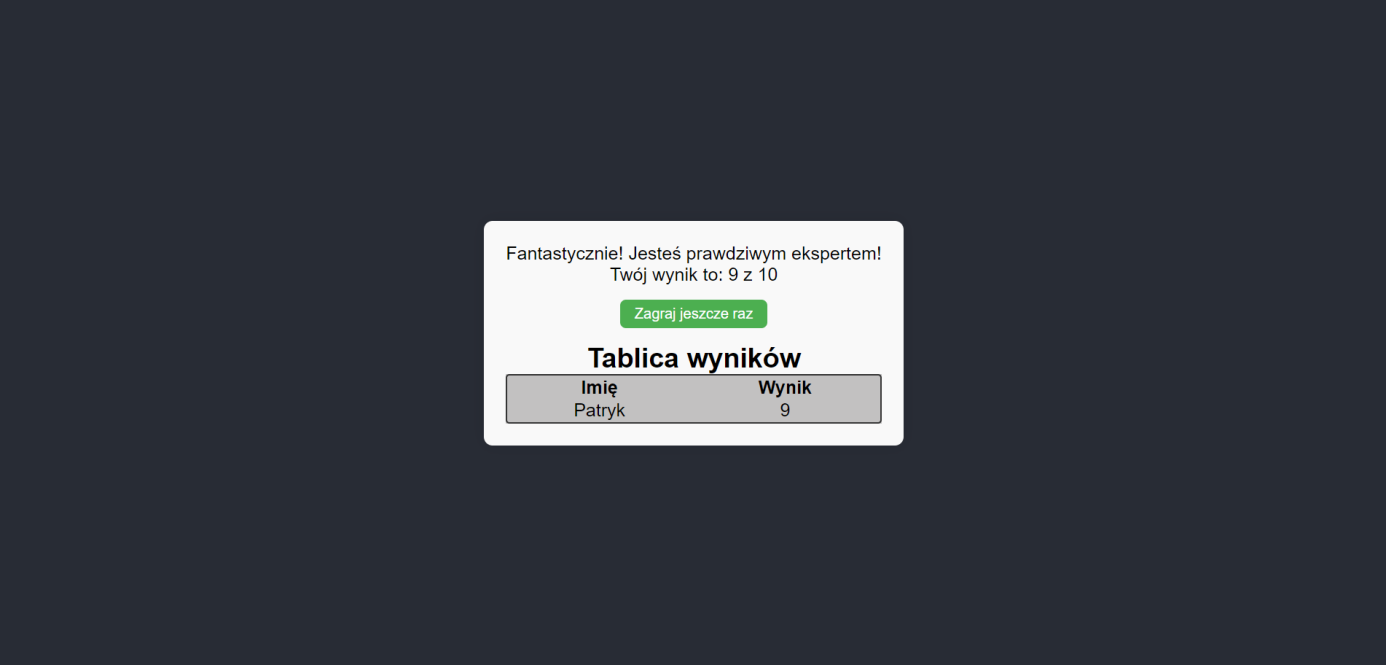 Fantastycznie! Jesteś prawdziwym ekspertem!
Twój wynik to: 9 z 10
Zagraj jeszcze raz
Tablica wyników
Imię Wynik
Patryk 9